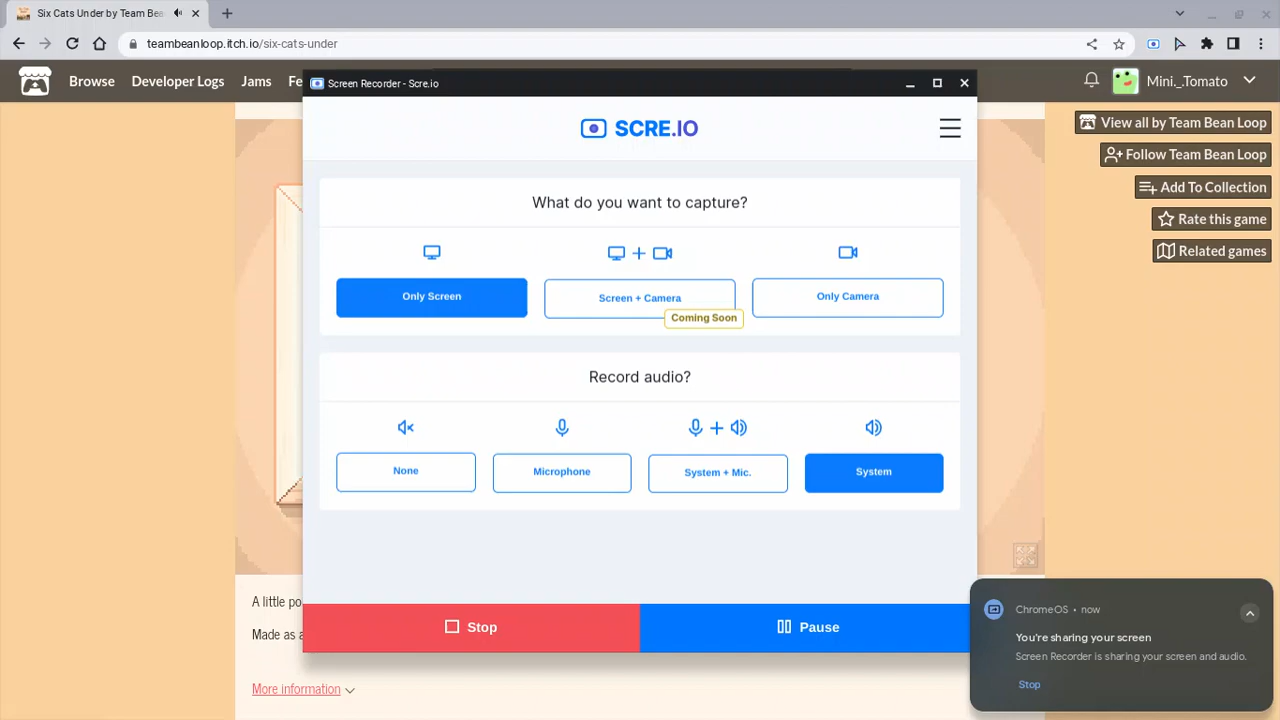 Six Cats Under by Team Bea
teambeanloop.itch.io/six-cats-under
Browse
Developer Logs
Jams
Fe
Mini._.Tomato
Screen Recorder - Scre.io
SCRE.IO
View all by Team Bean Loop
Follow Team Bean Loop
Add To Collection
Rate this game
Related games
What do you want to capture?
Only Screen
Screen + Camera
Only Camera
Coming Soon
Record audio?
None
Microphone
System + Mic.
System
A little po
Made as a
Stop
Pause
More information
ChromeOS • now
You're sharing your screen
Screen Recorder is sharing your screen and audio.
Stop